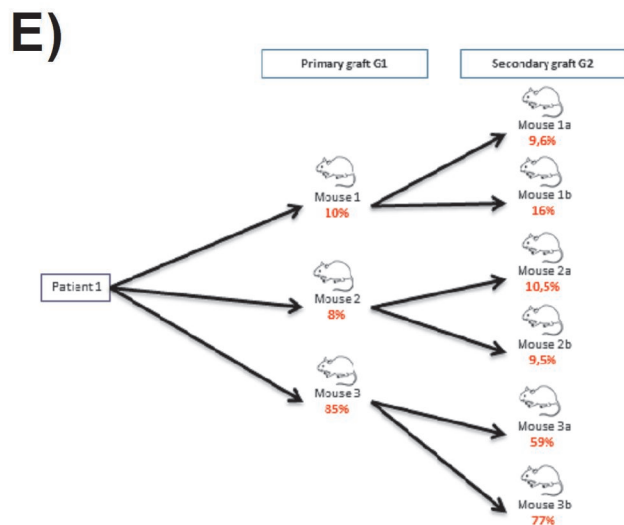 E)
Primary graft G1
Secondary graft G2
Mouse 1a
9,6%
Mouse 1
10%
Mouse 1b
16%
Patient 1
Mouse 2
8%
Mouse 2a
10,5%
Mouse 2b
9,5%
Mouse 3
85%
Mouse 3a
59%
Mouse 3b
77%